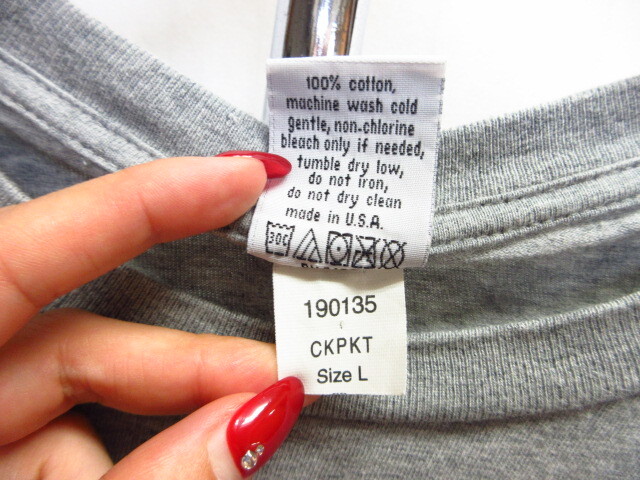 100% cotton,
machine wash cold
gentle, non-chlorine
bleach only if needed,
tumble dry low,
do not iron,
do not dry clean
made in U.S.A.
30C
190135
CKPKT
Size L